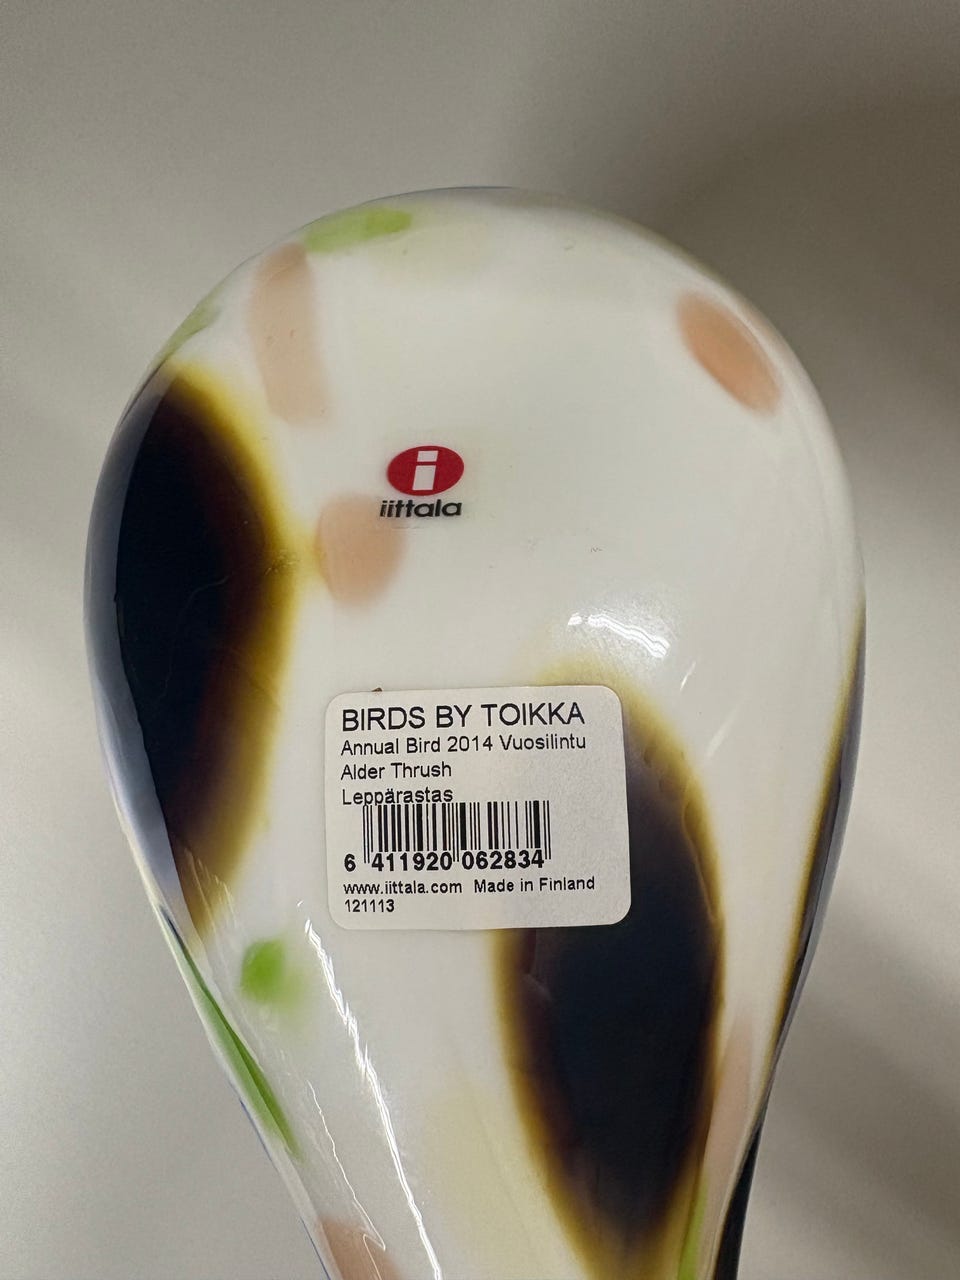 i
iittala
BIRDS BY TOIKKA
Annual Bird 2014 Vuosilintu
Alder Thrush
Leppärastas
6 411920 062834
www.iittala.com Made in Finland
121113